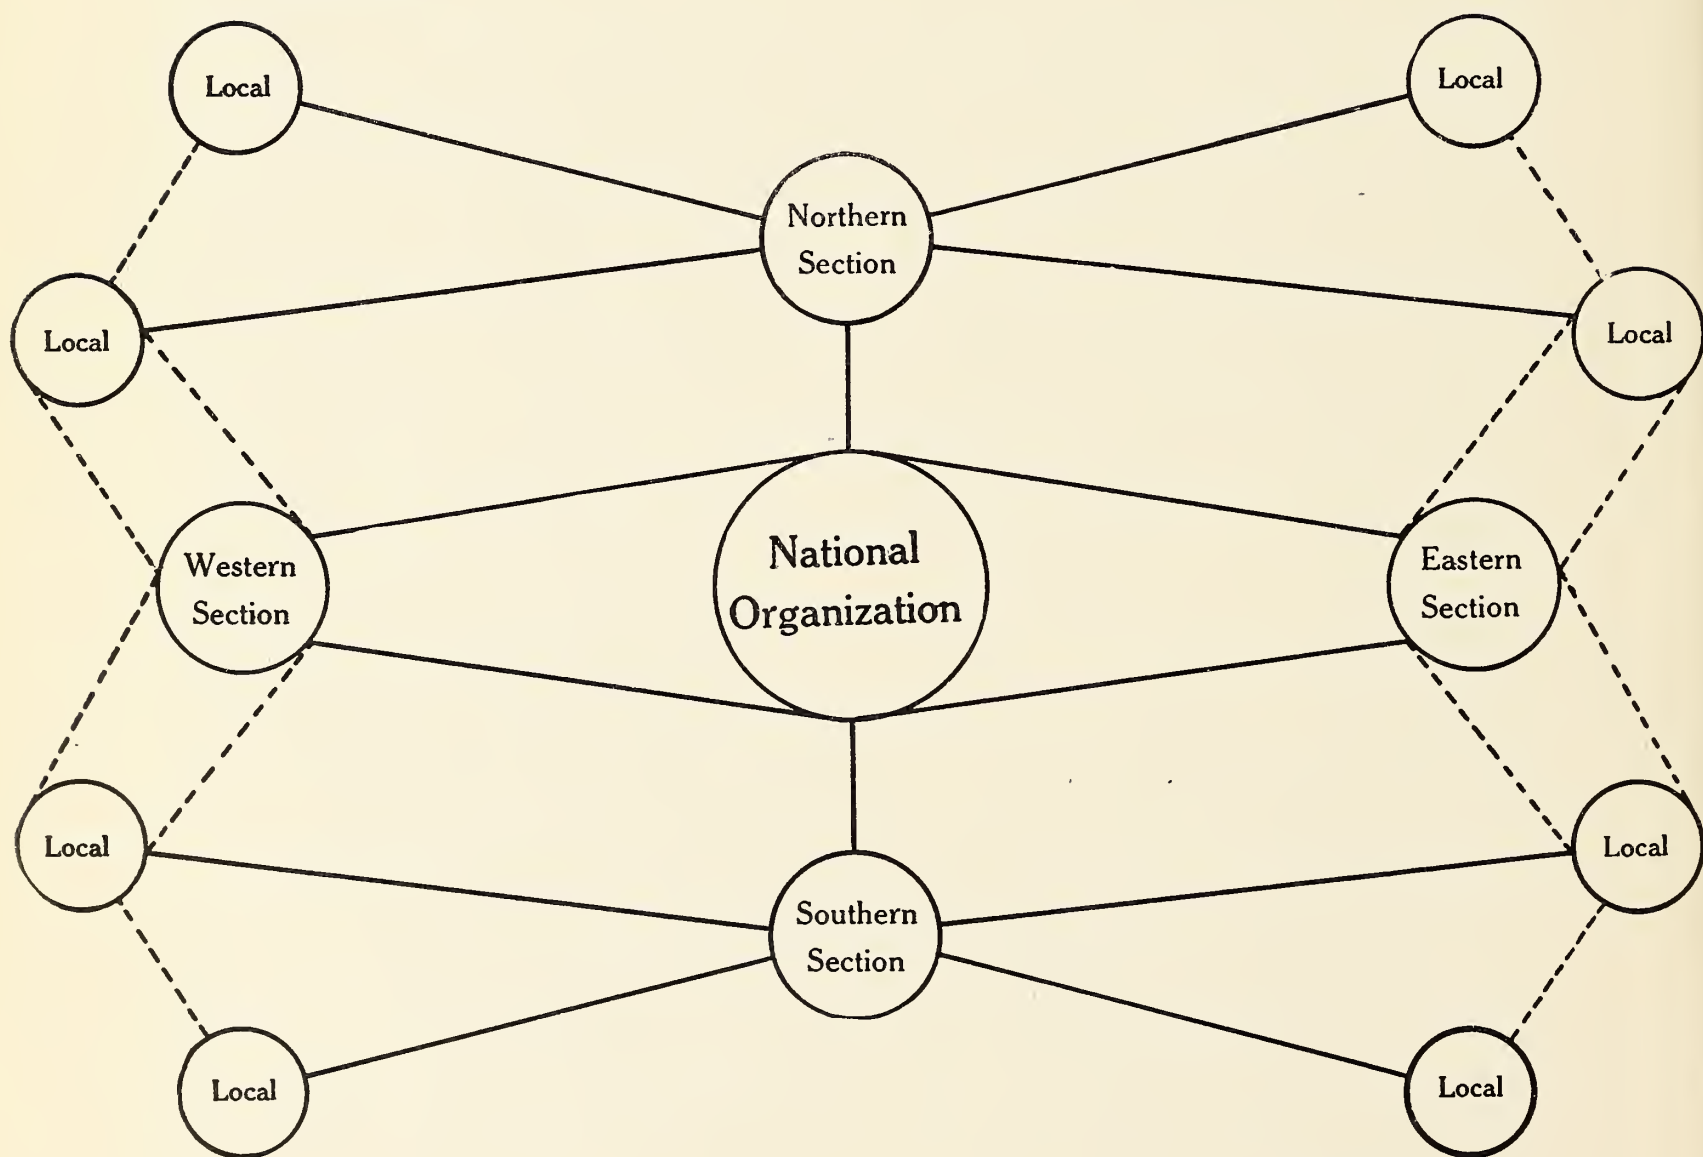 Local
Local
Northern
Section
Local
Local
National
Organization
Western
Section
Eastern
Section
Local
Local
Southern
Section
Local
Local